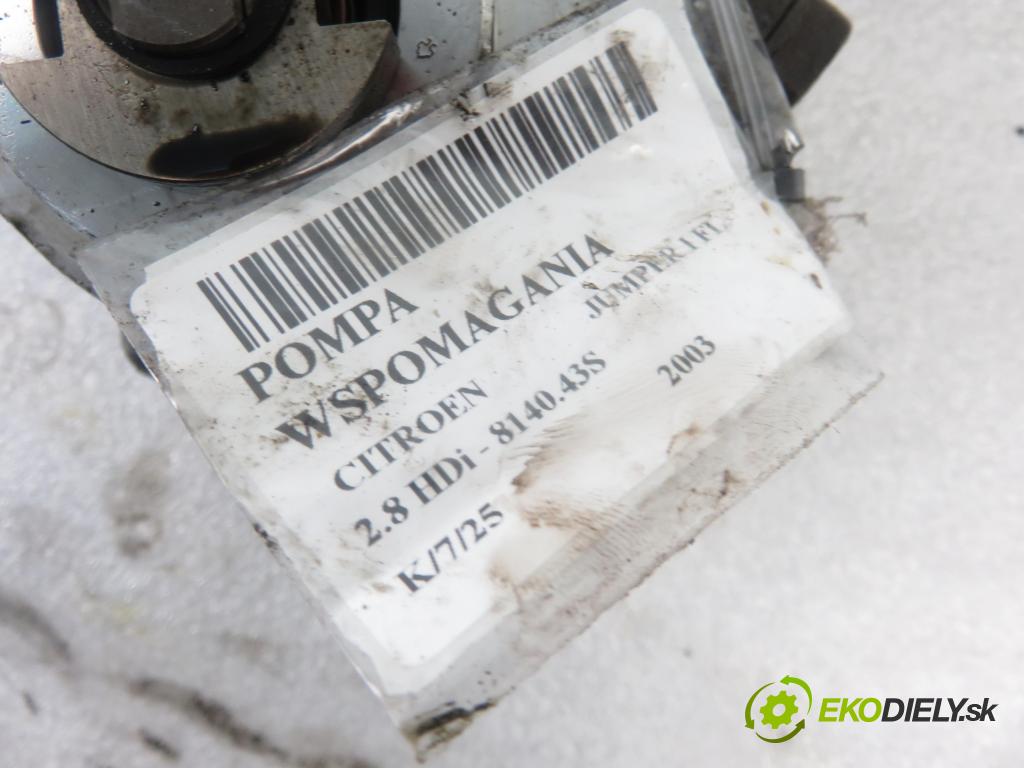 POMPA
WSPOMAGANIA
CITROEN JUMPER I FL
2.8 HDi - 8140.43S 2003
K/7/25
EKODIELY.sk